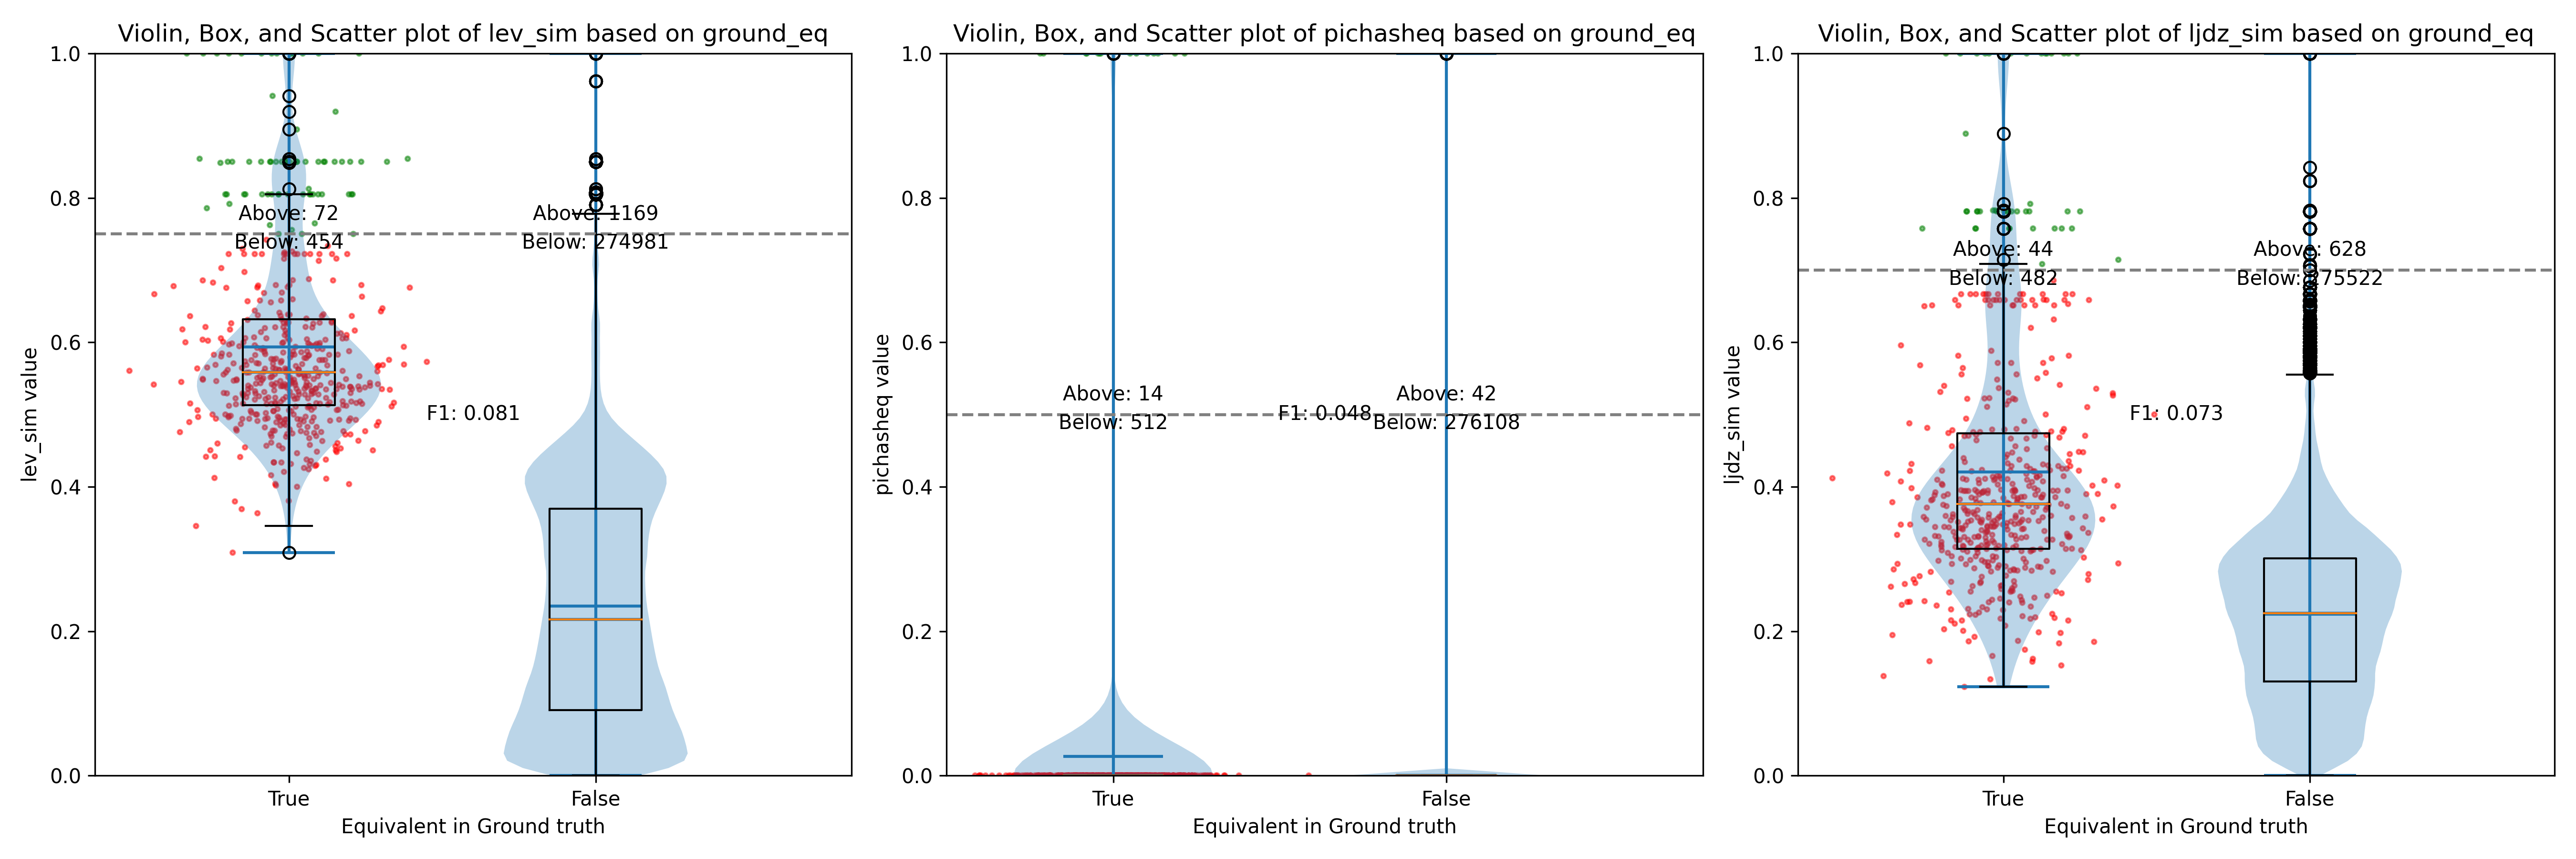 Violin, Box, and Scatter plot of lev_sim based on ground_eq
1.0
0.8
0.6
0.4
0.2
0.0
lev_sim value
Above: 72
Below: 454
Above: 1169
Below: 274981
F1: 0.081
True
False
Equivalent in Ground truth
Violin, Box, and Scatter plot of pichasheq based on ground_eq
1.0
0.8
0.6
0.4
0.2
0.0
pichasheq value
Above: 14
Below: 512
F1: 0.048
Above: 42
Below: 276108
True
False
Equivalent in Ground truth
Violin, Box, and Scatter plot of ljdz_sim based on ground_eq
1.0
0.8
0.6
0.4
0.2
0.0
ljdz_sim value
Above: 44
Below: 482
Above: 628
Below: 275522
F1: 0.073
True
False
Equivalent in Ground truth